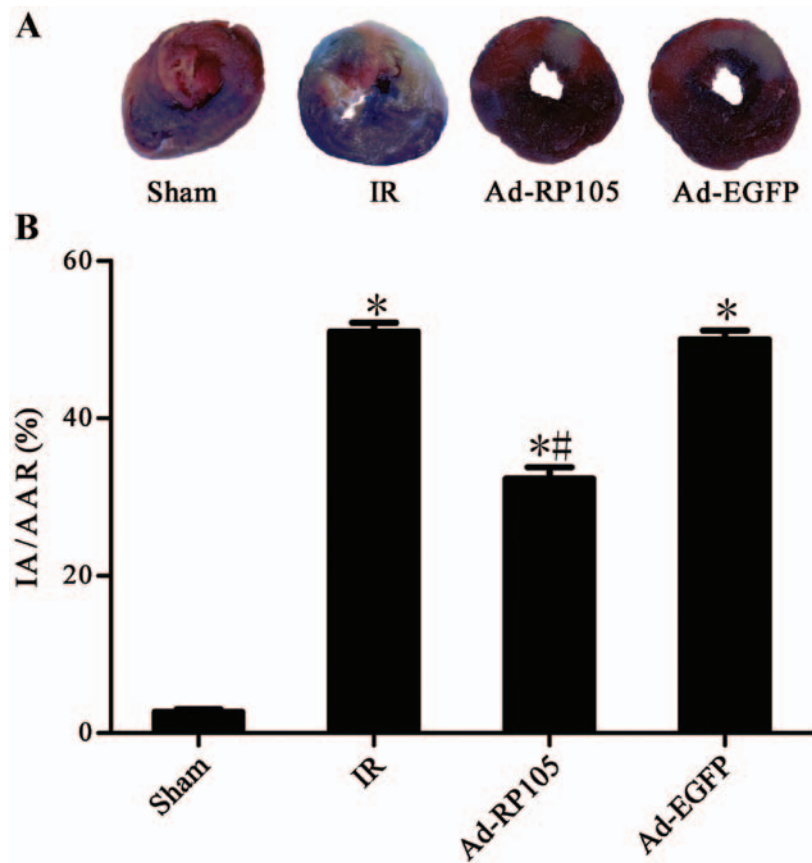 A
Sham IR Ad-RP105 Ad-EGFP
B
60
40
20
0
IA/AAR (%)
*
*#
*
Sham IR Ad-RP105 Ad-EGFP